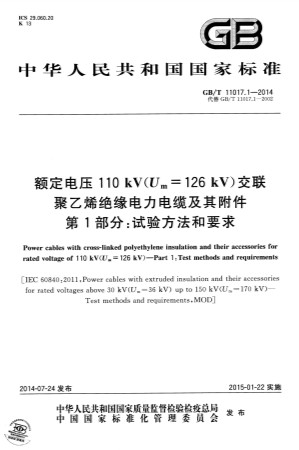 ICS 29.060.20
K 13
GB
中华人民共和国国家标准
GB/T 11017.1—2014
代替 GB/T 11017.1—2002
额定电压 110 kV(Um=126 kV)交联
聚乙烯绝缘电力电缆及其附件
第 1 部分:试验方法和要求
Power cables with cross-linked polyethylene insulation and their accessories for
rated voltage of 110 kV(Um=126 kV)—Part 1:Test methods and requirements
[IEC 60840:2011,Power cables with extruded insulation and their accessories
for rated voltages above 30 kV(Um=36 kV) up to 150 kV(Um=170 kV)—
Test methods and requirements,MOD]
2014-07-24 发布
2015-01-22 实施
中华人民共和国国家质量监督检验检疫总局
中国国家标准化管理委员会
发布